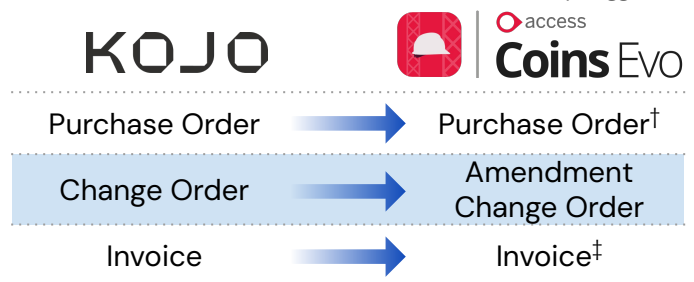 KOJO
access
Coins Evo
Purchase Order
Purchase Order†
Change Order
Amendment
Change Order
Invoice
Invoice‡